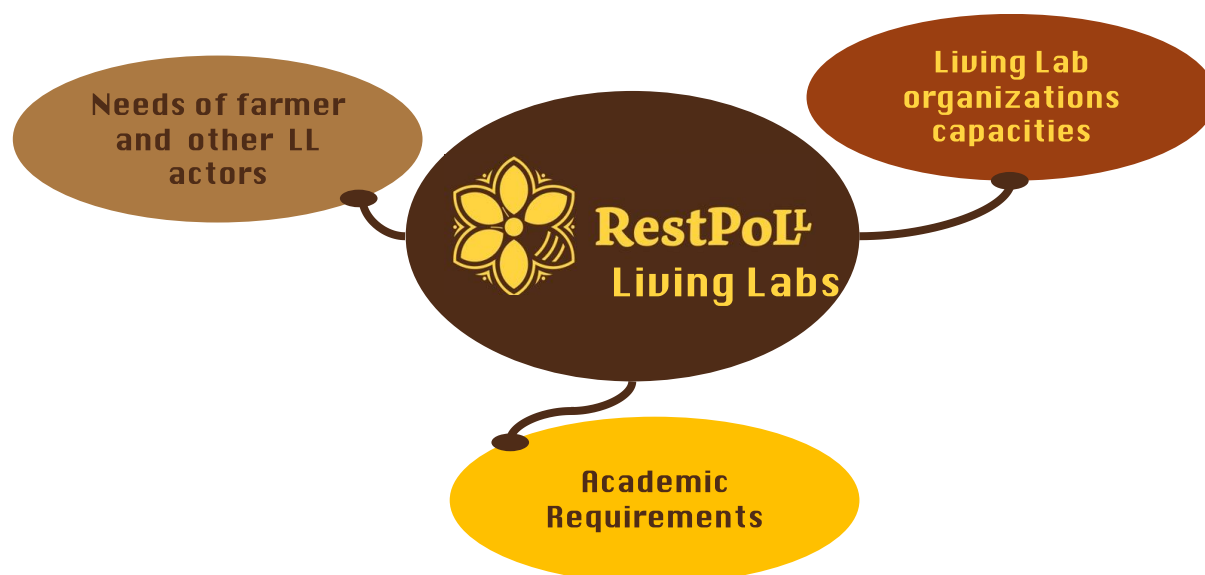 Needs of farmer
and other LL
actors
Living Lab
organizations
capacities
RestPoLL
Living Labs
Academic
Requirements